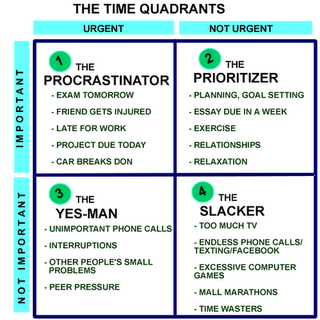 THE TIME QUADRANTS
URGENT
NOT URGENT
IMPORTANT
1 THE
PROCRASTINATOR
- EXAM TOMORROW
- FRIEND GETS INJURED
- LATE FOR WORK
- PROJECT DUE TODAY
- CAR BREAKS DON
2 THE
PRIORITIZER
- PLANNING, GOAL SETTING
- ESSAY DUE IN A WEEK
- EXERCISE
- RELATIONSHIPS
- RELAXATION
NOT IMPORTANT
3 THE
YES-MAN
- UNIMPORTANT PHONE CALLS
- INTERRUPTIONS
- OTHER PEOPLE'S SMALL
PROBLEMS
- PEER PRESSURE
4 THE
SLACKER
- TOO MUCH TV
- ENDLESS PHONE CALLS/
TEXTING/FACEBOOK
- EXCESSIVE COMPUTER
GAMES
- MALL MARATHONS
- TIME WASTERS